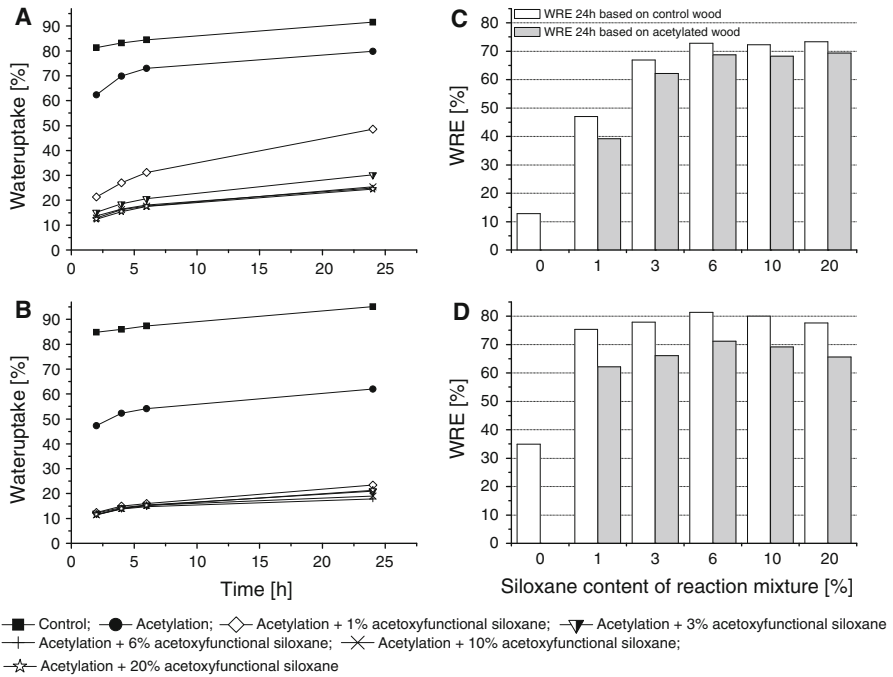 A
Wateruptake [%]
90
80
70
60
50
40
30
20
10
0
0 5 10 15 20 25
B
Wateruptake [%]
90
80
70
60
50
40
30
20
10
0
0 5 10 15 20 25
Time [h]
C
WRE 24h based on control wood
WRE 24h based on acetylated wood
WRE [%]
80
70
60
50
40
30
20
10
0
0 1 3 6 10 20
D
WRE [%]
80
70
60
50
40
30
20
10
0
0 1 3 6 10 20
Siloxane content of reaction mixture [%]
Control; Acetylation; Acetylation + 1% acetoxyfunctional siloxane; Acetylation + 3% acetoxyfunctional siloxane
Acetylation + 6% acetoxyfunctional siloxane; Acetylation + 10% acetoxyfunctional siloxane;
Acetylation + 20% acetoxyfunctional siloxane